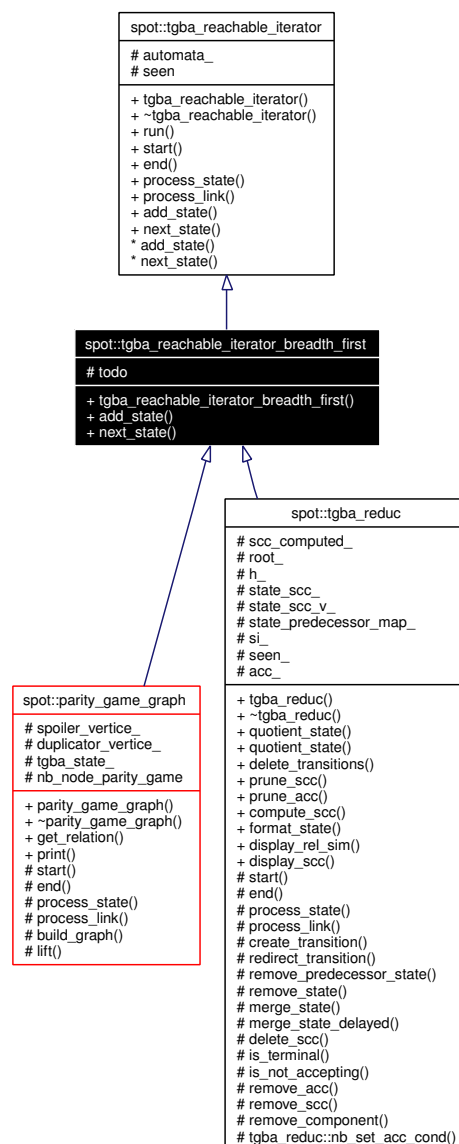 spot::tgba_reachable_iterator
# automata_
# seen
+ tgba_reachable_iterator()
+ ~tgba_reachable_iterator()
+ run()
+ start()
+ end()
+ process_state()
+ process_link()
+ add_state()
+ next_state()
* add_state()
* next_state()
spot::tgba_reachable_iterator_breadth_first
# todo
+ tgba_reachable_iterator_breadth_first()
+ add_state()
+ next_state()
spot::parity_game_graph
# spoiler_vertice_
# duplicator_vertice_
# tgba_state_
# nb_node_parity_game
+ parity_game_graph()
+ ~parity_game_graph()
+ get_relation()
+ print()
# start()
# end()
# process_state()
# process_link()
# build_graph()
# lift()
spot::tgba_reduc
# scc_computed_
# root_
# h_
# state_scc_
# state_scc_v_
# state_predecessor_map_
# si_
# seen_
# acc_
+ tgba_reduc()
+ ~tgba_reduc()
+ quotient_state()
+ quotient_state()
+ delete_transitions()
+ prune_scc()
+ prune_acc()
+ compute_scc()
+ format_state()
+ display_rel_sim()
+ display_scc()
# start()
# end()
# process_state()
# process_link()
# create_transition()
# redirect_transition()
# remove_predecessor_state()
# remove_state()
# merge_state()
# merge_state_delayed()
# delete_scc()
# is_terminal()
# is_not_accepting()
# remove_acc()
# remove_scc()
# remove_component()
# tgba_reduc::nb_set_acc_cond()